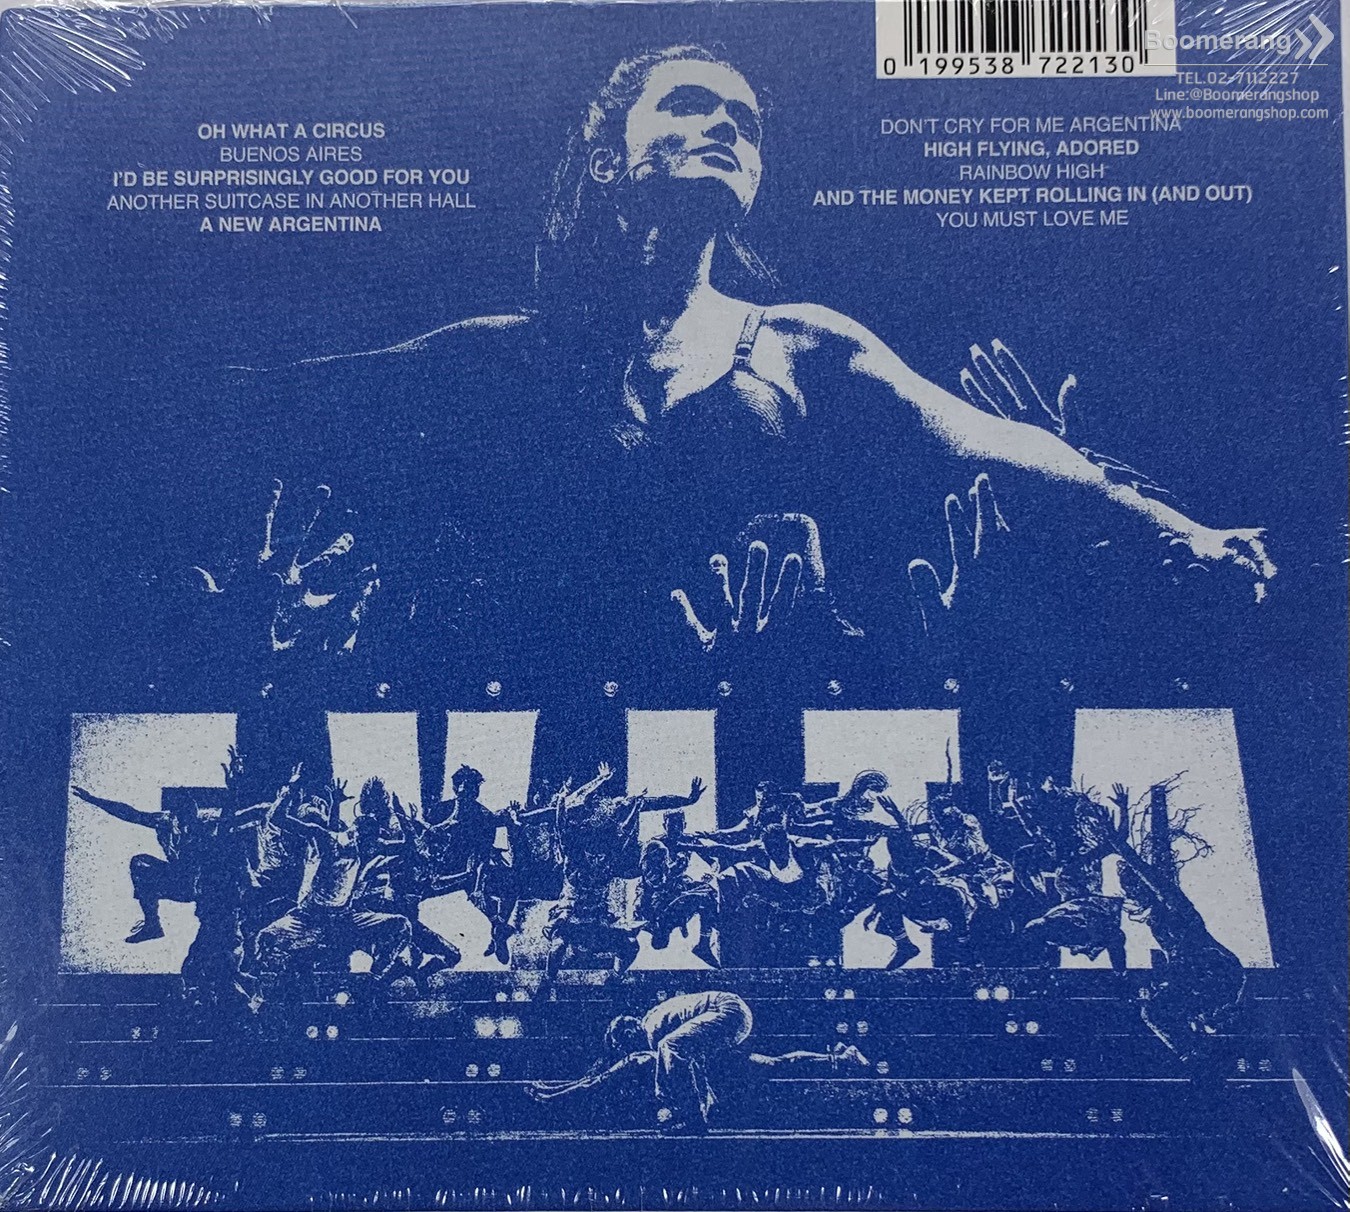 0 199538 722130
Boomerang
TEL.02-7112227
Line:@Boomerangshop
www.boomerangshop.com
OH WHAT A CIRCUS
BUENOS AIRES
I'D BE SURPRISINGLY GOOD FOR YOU
ANOTHER SUITCASE IN ANOTHER HALL
A NEW ARGENTINA
DON'T CRY FOR ME ARGENTINA
HIGH FLYING, ADORED
RAINBOW HIGH
AND THE MONEY KEPT ROLLING IN (AND OUT)
YOU MUST LOVE ME
EVITA